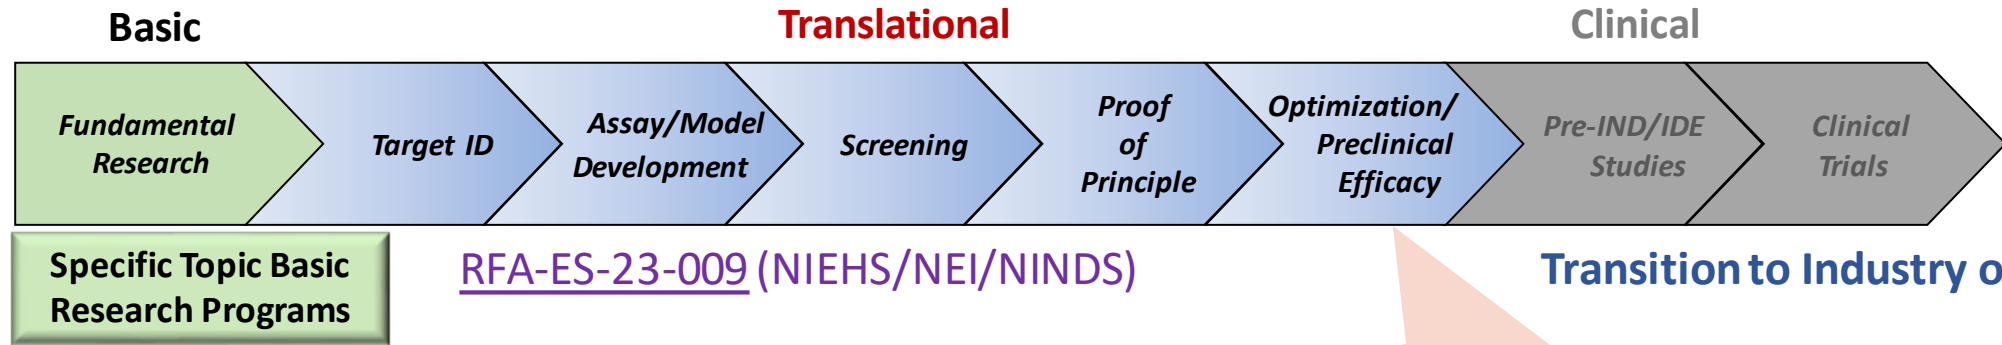 Basic
Translational
Clinical
Fundamental
Research
Target ID
Assay/Model
Development
Screening
Proof
of
Principle
Optimization/
Preclinical
Efficacy
Pre-IND/IDE
Studies
Clinical
Trials
Specific Topic Basic
Research Programs
RFA-ES-23-009 (NIEHS/NEI/NINDS)
Transition to Industry o